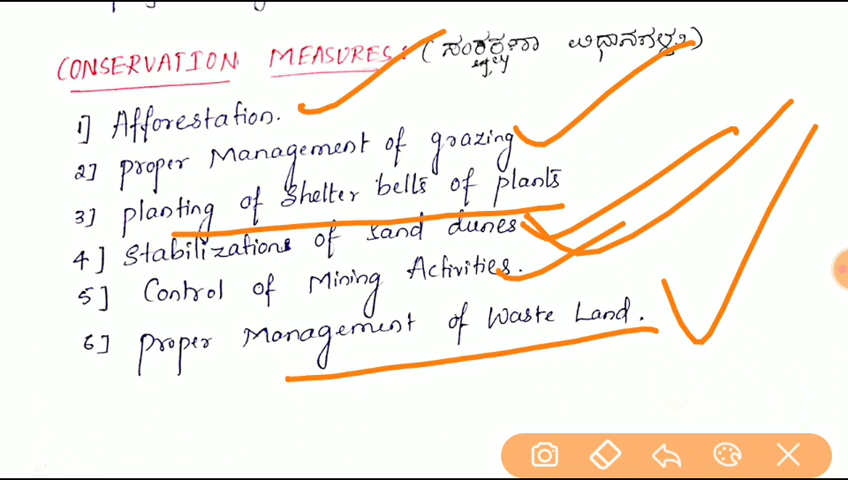 CONSERVATION MEASURES: (ಸಂರಕ್ಷಣಾ ವಿಧಾನಗಳು)
1] Afforestation.
2] Proper Management of grazing
3] Planting of Shelter bells of plants
4] Stabilizations of Sand dunes
5] Control of Mining Activities.
6] Proper Management of Waste Land.